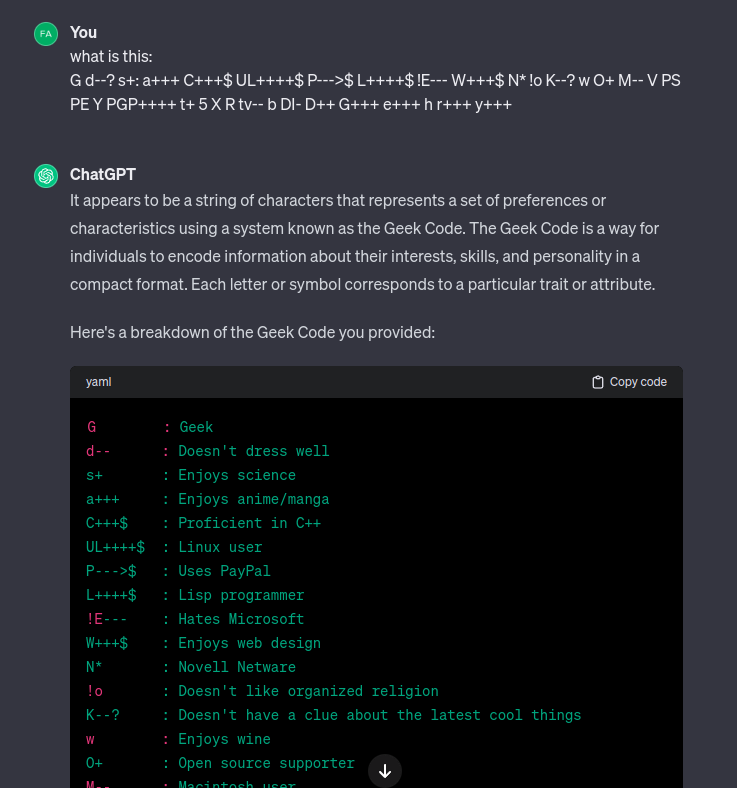 FA
You
what is this:
G d--? s+: a+++ C+++$ UL++++$ P--->$ L++++$ !E--- W+++$ N* !o K--? w O+ M-- V PS
PE Y PGP++++ t+ 5 X R tv-- b DI- D++ G+++ e+++ h r+++ y+++
ChatGPT
It appears to be a string of characters that represents a set of preferences or
characteristics using a system known as the Geek Code. The Geek Code is a way for
individuals to encode information about their interests, skills, and personality in a
compact format. Each letter or symbol corresponds to a particular trait or attribute.
Here's a breakdown of the Geek Code you provided:
yaml Copy code
G : Geek
d-- : Doesn't dress well
s+ : Enjoys science
a+++ : Enjoys anime/manga
C+++$ : Proficient in C++
UL++++$ : Linux user
P--->$ : Uses PayPal
L++++$ : Lisp programmer
!E--- : Hates Microsoft
W+++$ : Enjoys web design
N* : Novell Netware
!o : Doesn't like organized religion
K--? : Doesn't have a clue about the latest cool things
w : Enjoys wine
O+ : Open source supporter
M-- : Macintosh user